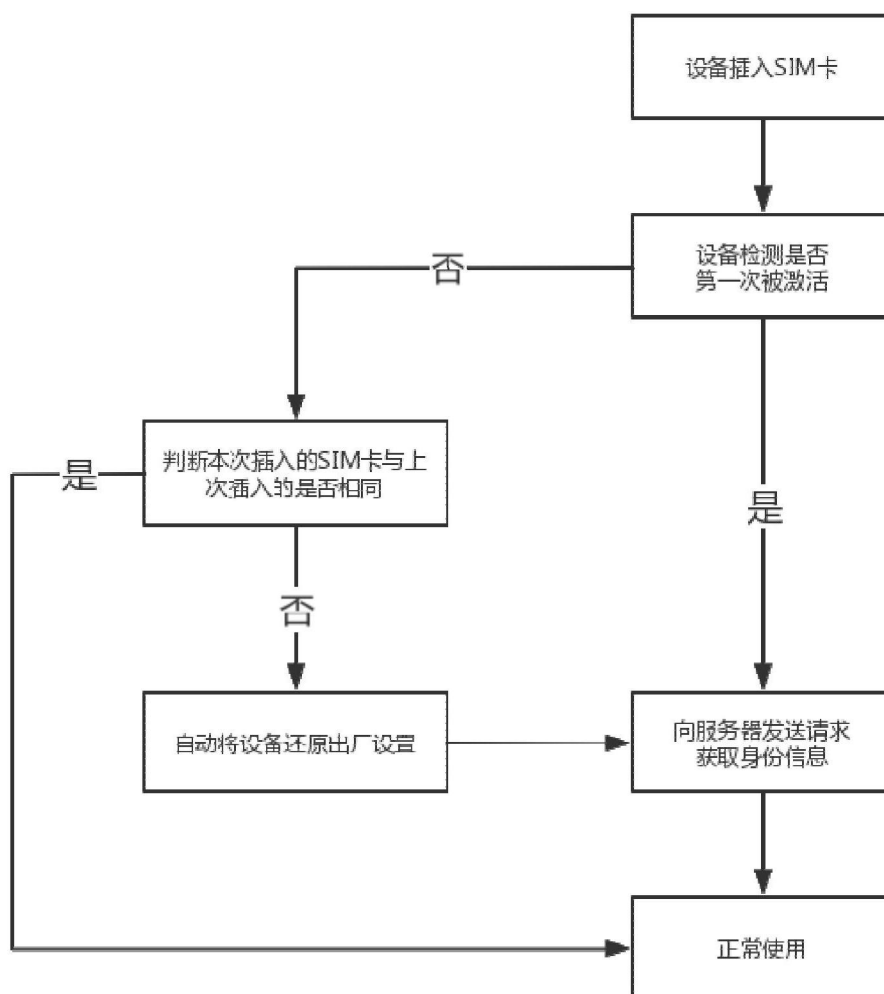 设备插入SIM卡
设备检测是否
第一次被激活
否
判断本次插入的SIM卡与上
次插入的是否相同
是
是
否
自动将设备还原出厂设置
向服务器发送请求
获取身份信息
正常使用